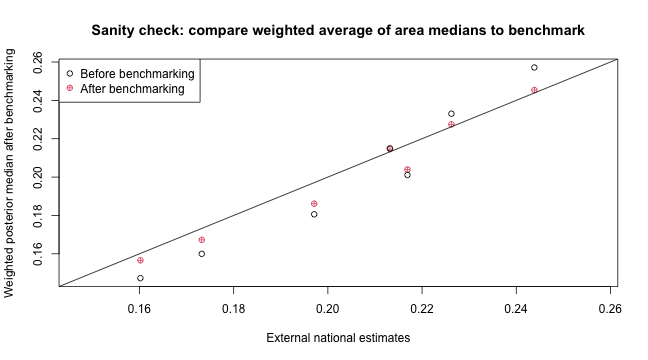 Sanity check: compare weighted average of area medians to benchmark
Before benchmarking
After benchmarking
Weighted posterior median after benchmarking
0.26
0.24
0.22
0.20
0.18
0.16
0.16 0.18 0.20 0.22 0.24 0.26
External national estimates